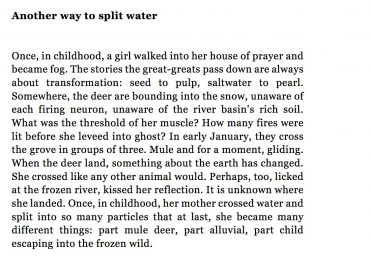 Another way to split water
Once, in childhood, a girl walked into her house of prayer and
became fog. The stories the great-greats pass down are always
about transformation: seed to pulp, saltwater to pearl.
Somewhere, the deer are bounding into the snow, unaware of
each firing neuron, unaware of the river basin's rich soil.
What was the threshold of her muscle? How many fires were
lit before she leveed into ghost? In early January, they cross
the grove in groups of three. Mule and for a moment, gliding.
When the deer land, something about the earth has changed.
She crossed like any other animal would. Perhaps, too, licked
at the frozen river, kissed her reflection. It is unknown where
she landed. Once, in childhood, her mother crossed water and
split into so many particles that at last, she became many
different things: part mule deer, part alluvial, part child
escaping into the frozen wild.